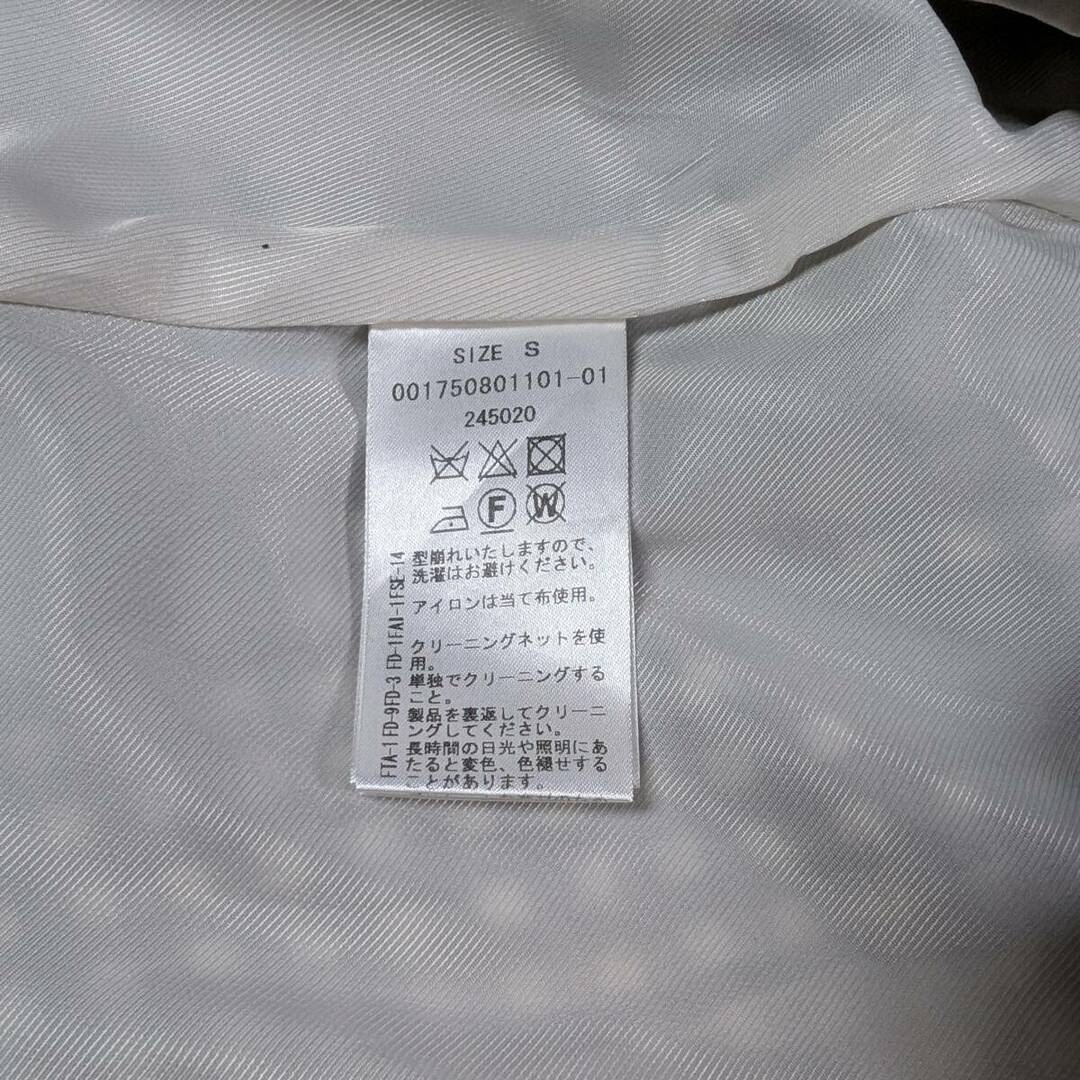 SIZE S
001750801101-01
245020
F W
型崩れいたしますので、
洗濯はお避けください。
アイロンは当て布使用。
クリーニングネットを使
用。
単独でクリーニングする
こと。
製品を裏返してクリーニ
ングしてください。
長時間の日光や照明にあ
たると変色、色褪せする
ことがあります。
FTA-1 FD-9FD-3 FD-1FAI-1FSE-14